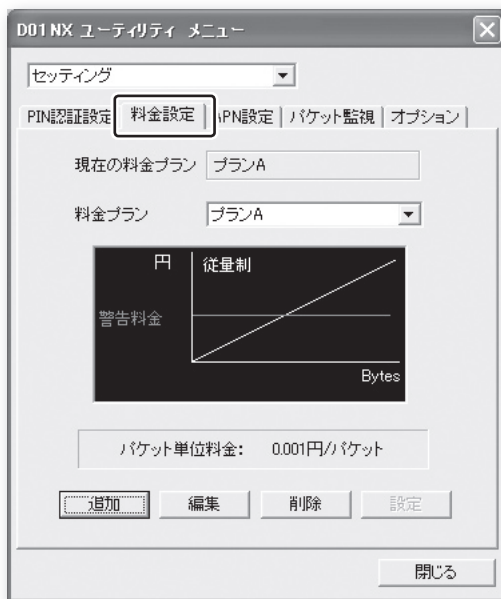 D01NX ユーティリティ メニュー
セッティング
PIN認証設定 料金設定 APN設定 パケット監視 オプション
現在の料金プラン プランA
料金プラン プランA
円 従量制
警告料金
Bytes
パケット単位料金: 0.001円/パケット
追加 編集 削除 設定
閉じる